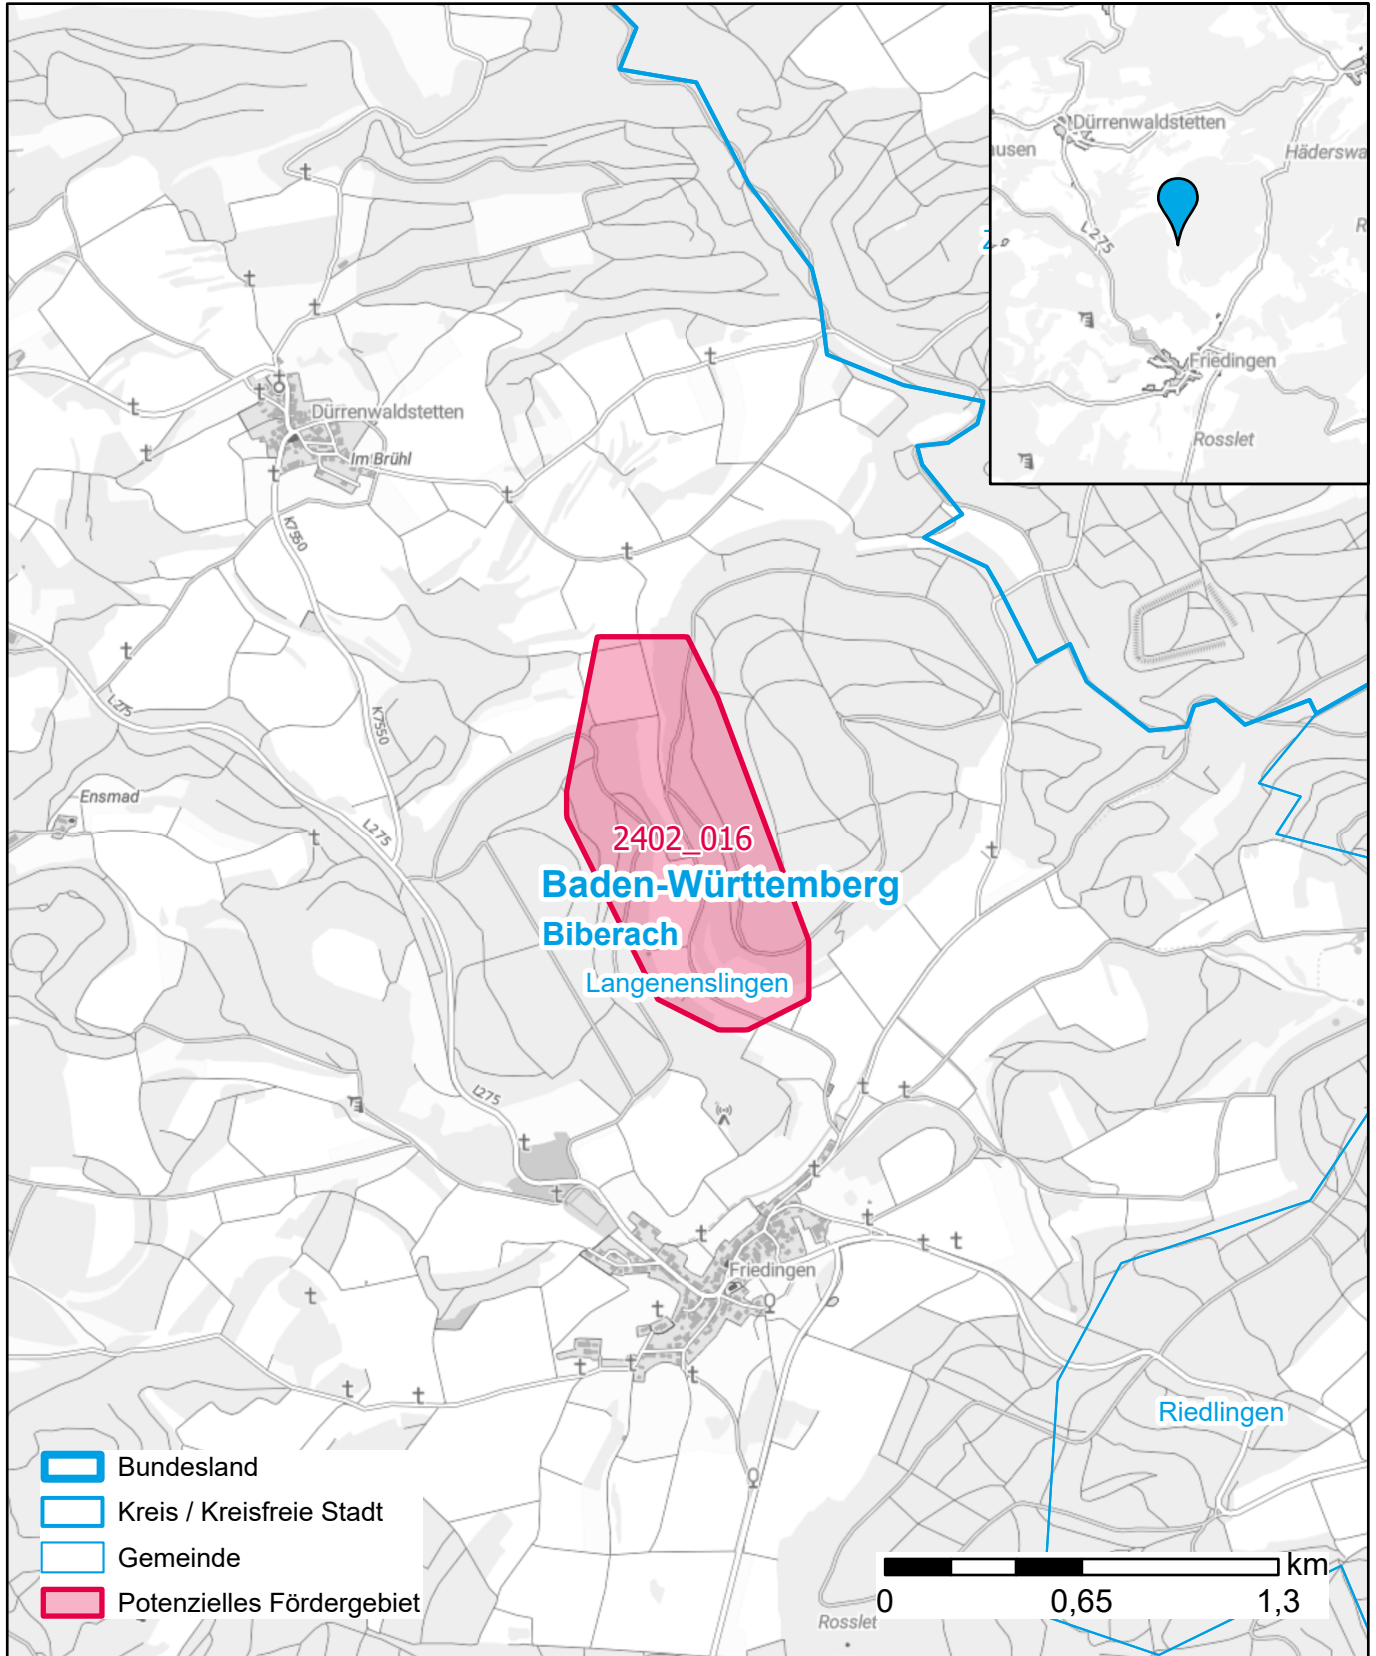 Dürrenwaldstetten
usen
Häderswa
R
L275
Friedingen
Rosslet
Z
Dürrenwaldstetten
Im Brühl
K7550
L275
K7550
Ensmad
L275
2402_016
Baden-Württemberg
Biberach
Langenenslingen
L275
Friedingen
Riedlingen
Bundesland
Kreis / Kreisfreie Stadt
Gemeinde
Potenzielles Fördergebiet
km
0 0,65 1,3
Rosslet